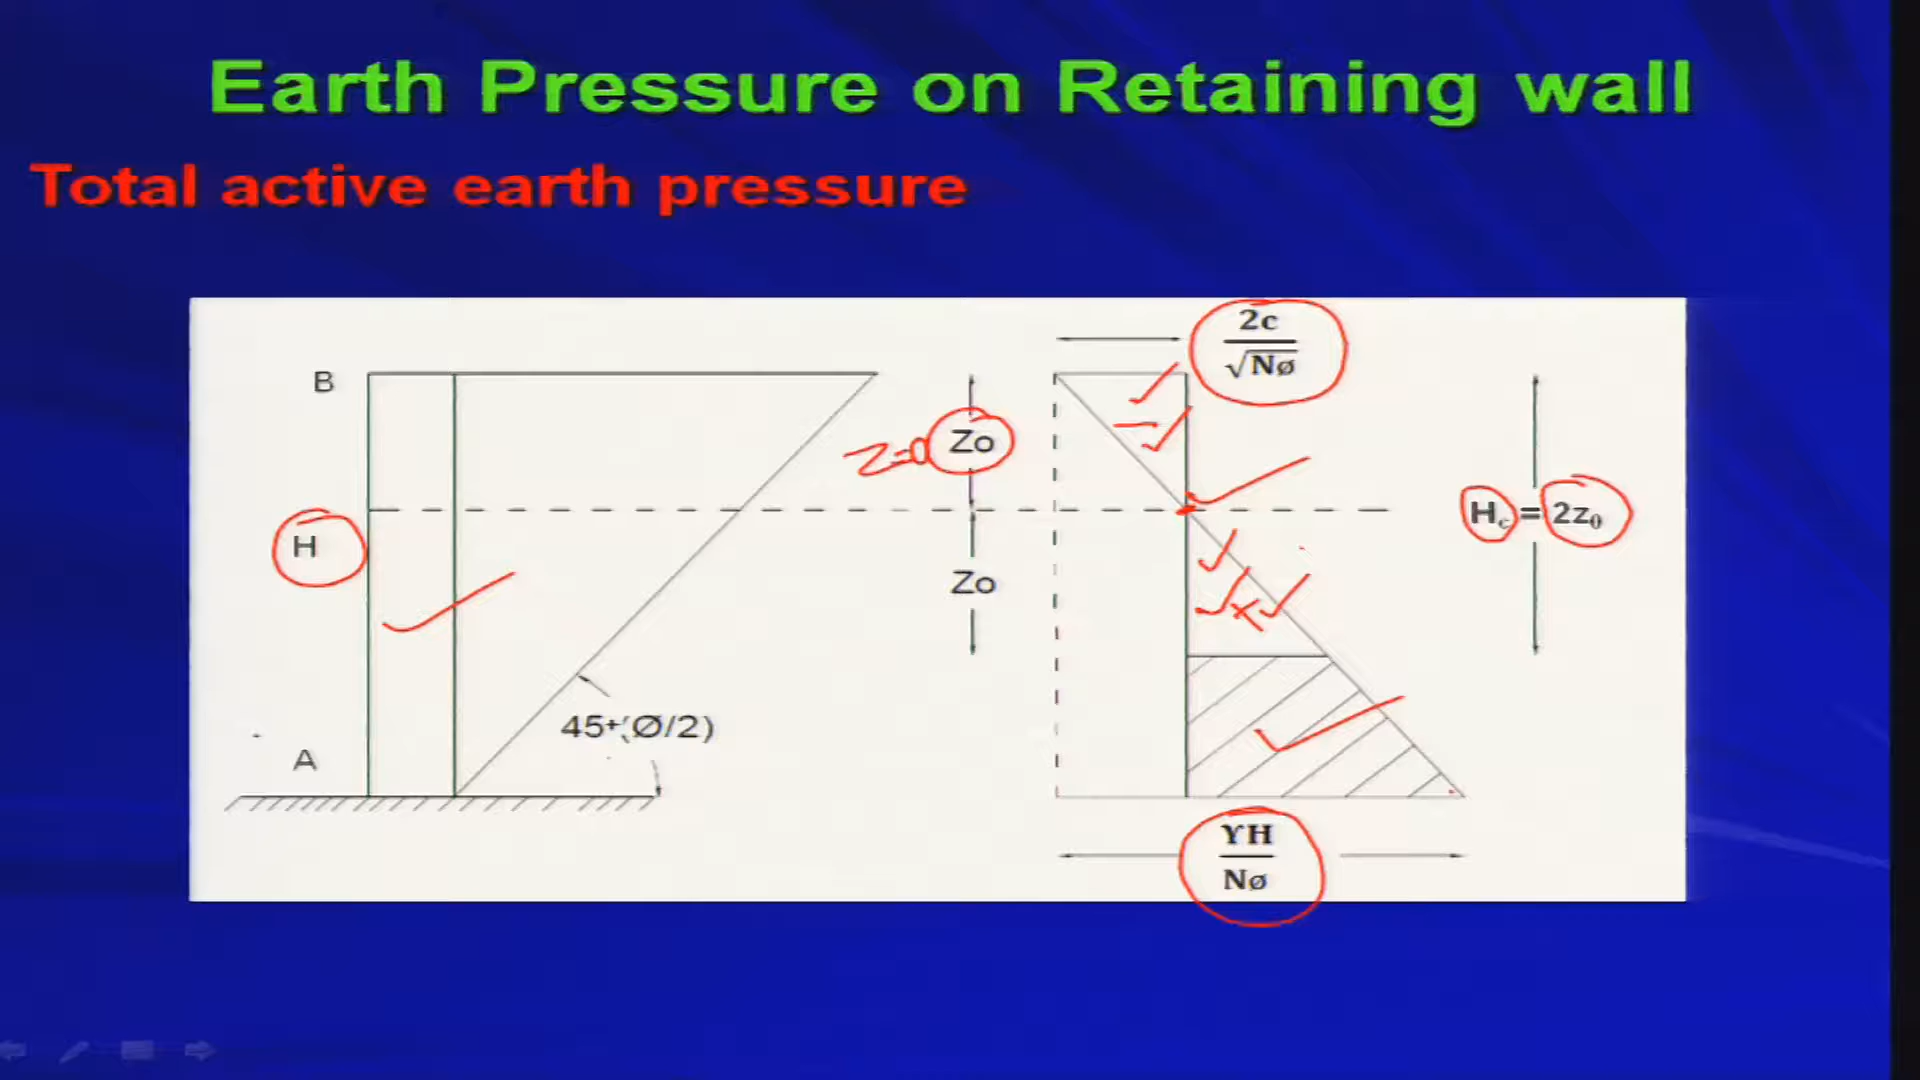 Earth Pressure on Retaining wall
Total active earth pressure
2c
√Nø
B
Z=0
Zo
H
Hc = 2z0
Zo
45+(Ø/2)
A
ΥH
Nø